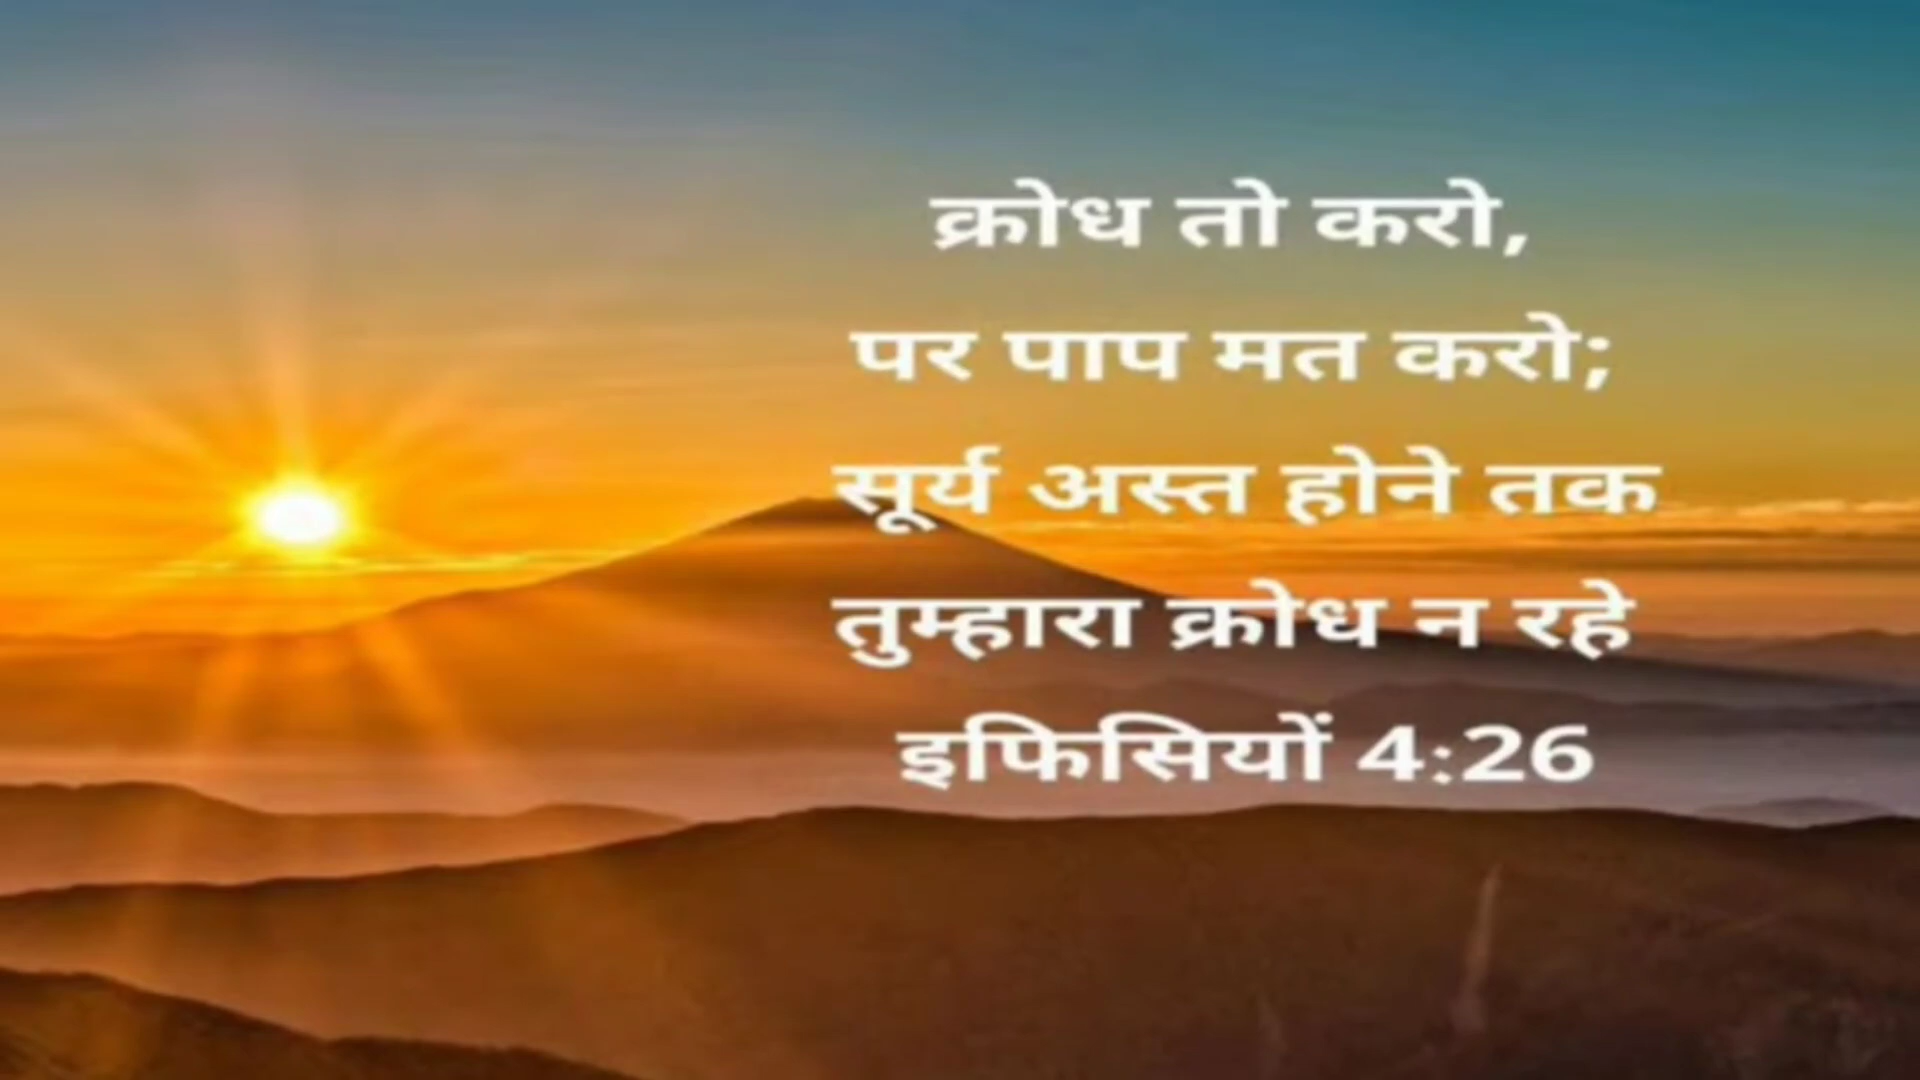 क्रोध तो करो,
पर पाप मत करो;
सूर्य अस्त होने तक
तुम्हारा क्रोध न रहे
इफिसियों 4:26